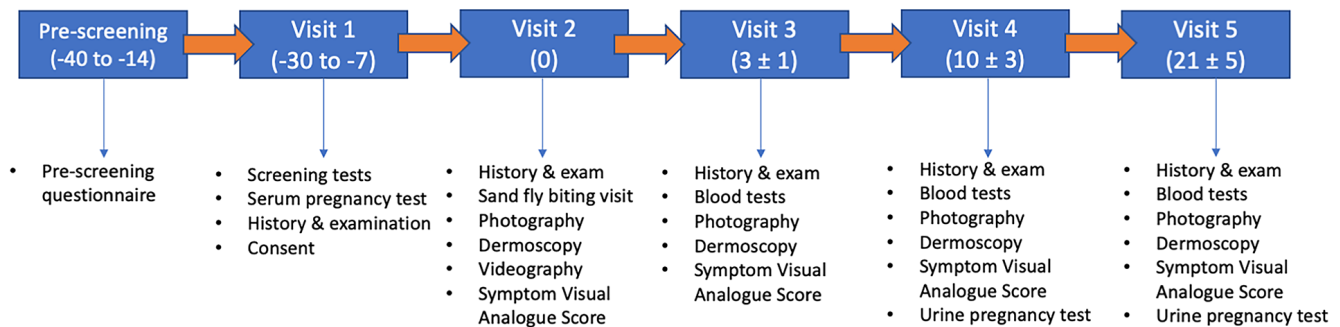 Pre-screening
(-40 to -14)
Visit 1
(-30 to -7)
Visit 2
(0)
Visit 3
(3 ± 1)
Visit 4
(10 ± 3)
Visit 5
(21 ± 5)
• Pre-screening
questionnaire
• Screening tests
• Serum pregnancy test
• History & examination
• Consent
• History & exam
• Sand fly biting visit
• Photography
• Dermoscopy
• Videography
• Symptom Visual
Analogue Score
• History & exam
• Blood tests
• Photography
• Dermoscopy
• Symptom Visual
Analogue Score
• History & exam
• Blood tests
• Photography
• Dermoscopy
• Symptom Visual
Analogue Score
• Urine pregnancy test
• History & exam
• Blood tests
• Photography
• Dermoscopy
• Symptom Visual
Analogue Score
• Urine pregnancy test